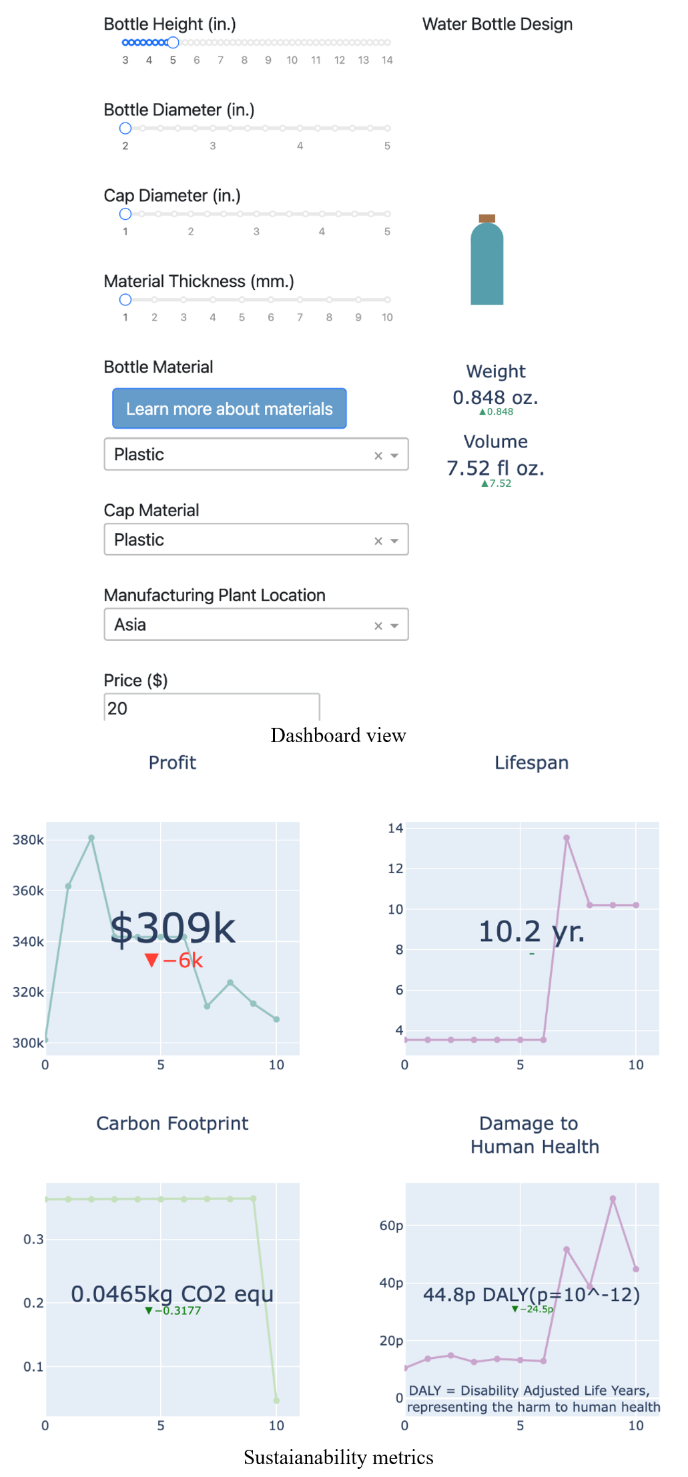 Bottle Height (in.)
3 4 5 6 7 8 9 10 11 12 13 14
Water Bottle Design
Bottle Diameter (in.)
2 3 4 5
Cap Diameter (in.)
1 2 3 4 5
Material Thickness (mm.)
1 2 3 4 5 6 7 8 9 10
Bottle Material
Learn more about materials
Plastic
Weight
0.848 oz.
▲0.848
Volume
7.52 fl oz.
▲7.52
Cap Material
Plastic
Manufacturing Plant Location
Asia
Price ($)
20
Dashboard view
Profit
380k
360k
340k
320k
300k
$309k
▼−6k
0 5 10
Lifespan
14
12
10
8
6
4
10.2 yr.
-
0 5 10
Carbon Footprint
0.3
0.2
0.1
0.0465kg CO2 equ
▼−0.3177
0 5 10
Damage to
Human Health
60p
40p
20p
0
44.8p DALY(p=10^-12)
▼−24.5p
DALY = Disability Adjusted Life Years,
representing the harm to human health
0 5 10
Sustaianability metrics